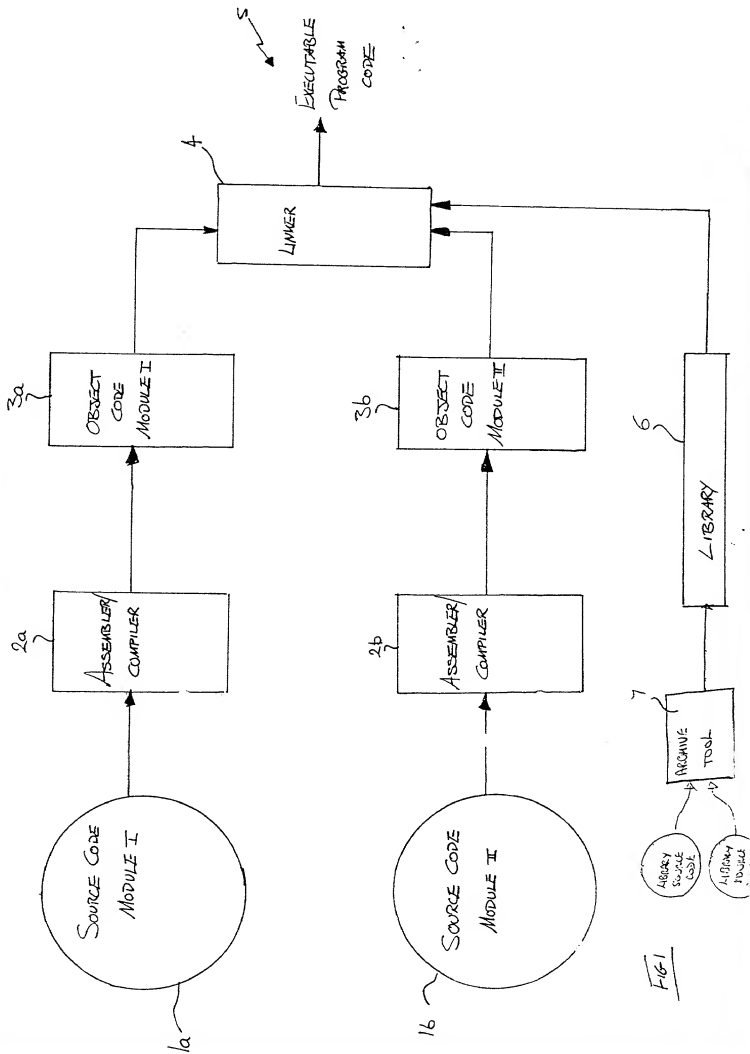 1a
SOURCE CODE
MODULE I
2a
ASSEMBLER/
COMPILER
3a
OBJECT
CODE
MODULE I
4
LINKER
5
EXECUTABLE
PROGRAM
CODE
1b
SOURCE CODE
MODULE II
2b
ASSEMBLER/
COMPILER
3b
OBJECT
CODE
MODULE II
LIBRARY
SOURCE
CODE
LIBRARY
SOURCE
7
ARCHIVE
TOOL
6
LIBRARY
FIG 1